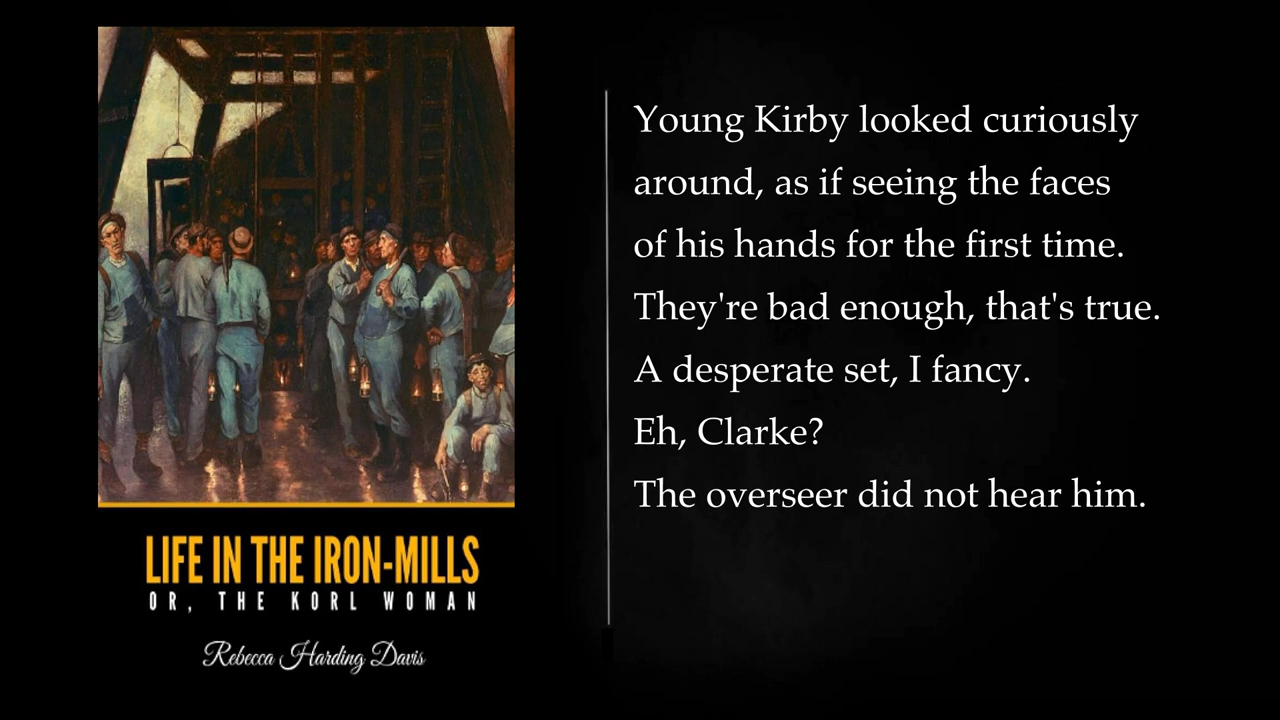 LIFE IN THE IRON-MILLS
OR, THE KORL WOMAN
Rebecca Harding Davis
Young Kirby looked curiously
around, as if seeing the faces
of his hands for the first time.
They're bad enough, that's true.
A desperate set, I fancy.
Eh, Clarke?
The overseer did not hear him.